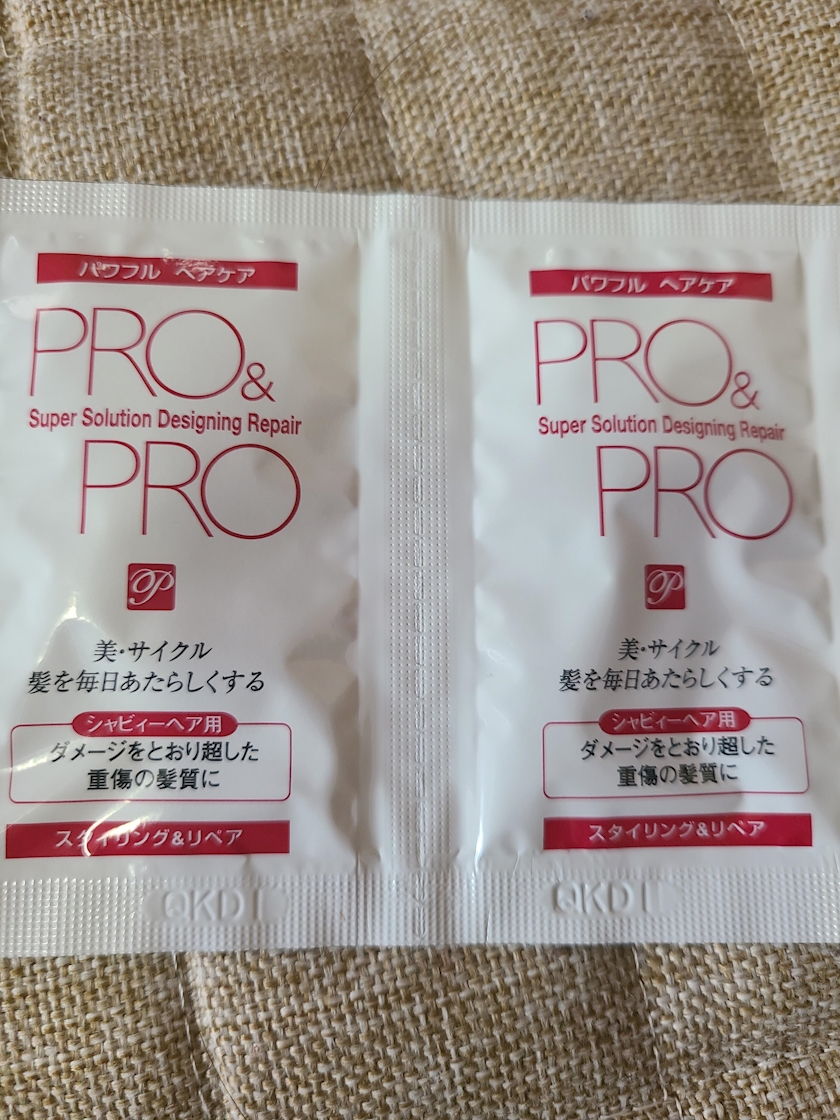 パワフル ヘアケア
PRO&
Super Solution Designing Repair
PRO
P
美・サイクル
髪を毎日あたらしくする
シャビィーヘア用
ダメージをとおり超した
重傷の髪質に
スタイリング&リペア
QKD I
パワフル ヘアケア
PRO&
Super Solution Designing Repair
PRO
P
美・サイクル
髪を毎日あたらしくする
シャビィーヘア用
ダメージをとおり超した
重傷の髪質に
スタイリング&リペア
QKD I